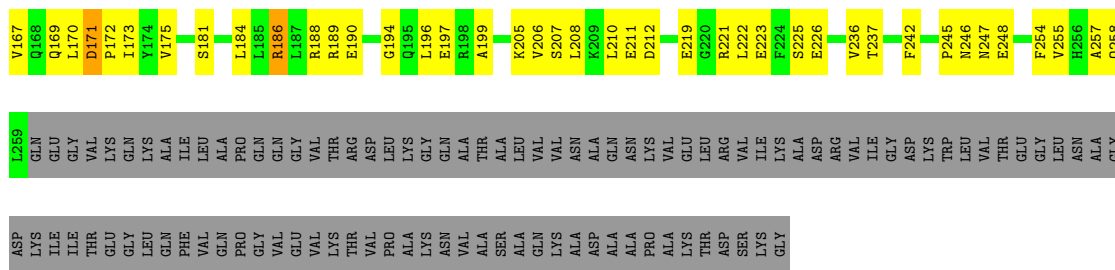 V167 Q168 Q169 L170 D171 P172 I173 Y174 V175 S181 L184 L185 R186 L187 R188 R189 E190 G194 Q195 L196 E197 R198 A199 K205 V206 S207 L208 K209 L210 E211 D212 E219 G220 R221 L222 E223 F224 S225 E226 V236 T237 F242 P245 N246 N247 E248 F254 V255 H256 A257 Q258
L259 GLN GLU GLY VAL LYS GLN LYS ALA ILE LEU ALA PRO GLN GLN GLY VAL THR ARG ASP LEU LYS GLY GLN ALA THR ALA LEU VAL VAL ASN ALA GLN ASN LYS VAL GLU LEU ARG VAL ILE LYS ALA ASP ARG VAL ILE GLY ASP LYS TRP LEU VAL THR GLU GLY LEU ASN ALA GLY
ASP LYS ILE ILE THR GLU GLY LEU GLN PHE VAL GLN PRO GLY VAL GLU VAL LYS THR VAL PRO ALA LYS ASN VAL ALA SER ALA GLN LYS ALA ASP ALA ALA PRO ALA LYS THR ASP SER LYS GLY